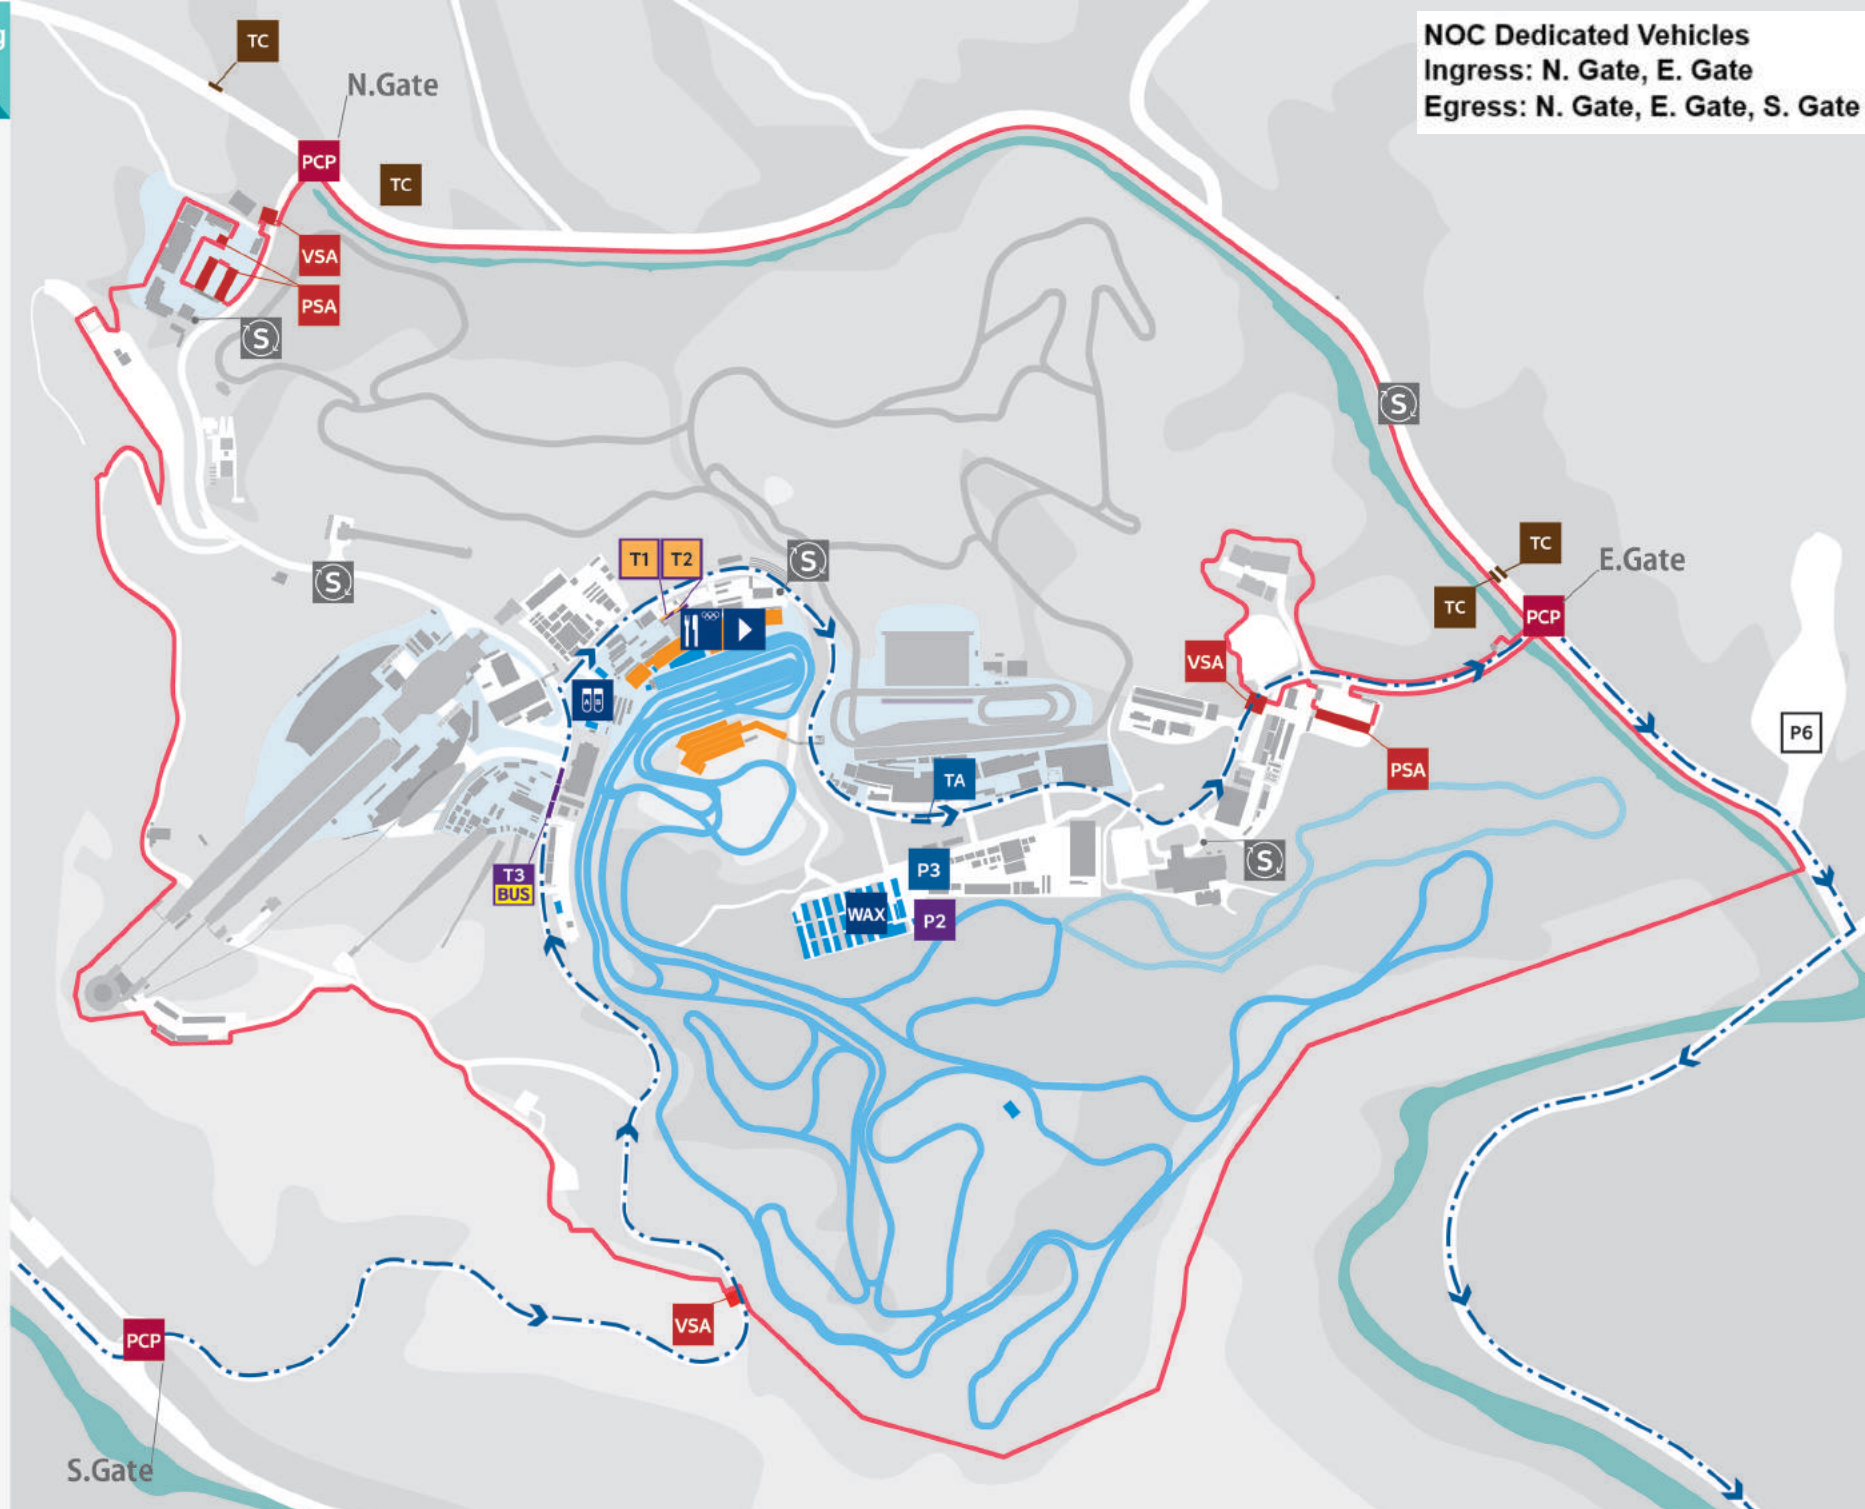 g
TC
NOC Dedicated Vehicles
Ingress: N. Gate, E. Gate
Egress: N. Gate, E. Gate, S. Gate
N.Gate
PCP
TC
VSA
PSA
S
S
TC
E.Gate
T1 T2
S
S
TC
PCP
VSA
A B
P6
PSA
TA
S
P3
T3
BUS
WAX
P2
VSA
PCP
S.Gate